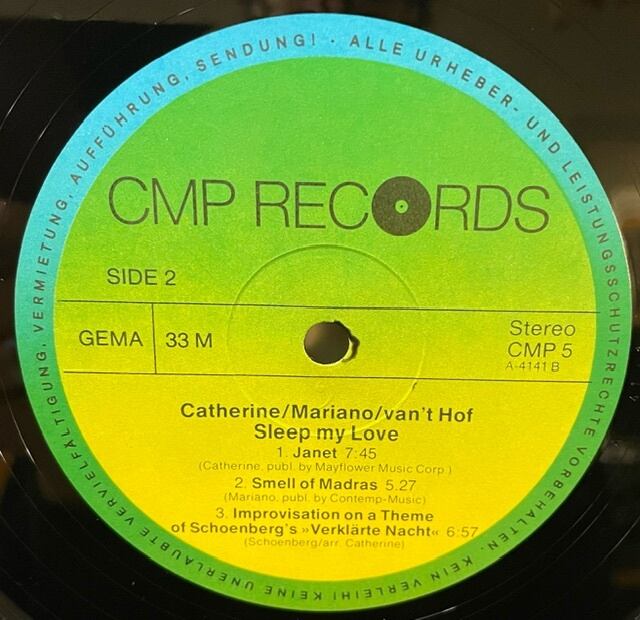 ALLE URHEBER- UND LEISTUNGSSCHUTZRECHTE VORBEHALTEN. KEIN VERLEIH! KEINE UNERLAUBTE VERVIELFÄLTIGUNG, VERMIETUNG, AUFFÜHRUNG, SENDUNG! ·
CMP RECORDS
SIDE 2
GEMA
33 M
Stereo
CMP 5
A-4141 B
Catherine/Mariano/van't Hof
Sleep my Love
1. Janet 7:45
(Catherine, publ. by Mayflower Music Corp.)
2. Smell of Madras 5.27
(Mariano, publ. by Contemp-Music)
3. Improvisation on a Theme
of Schoenberg's »Verklärte Nacht« 6:57
(Schoenberg/arr. Catherine)